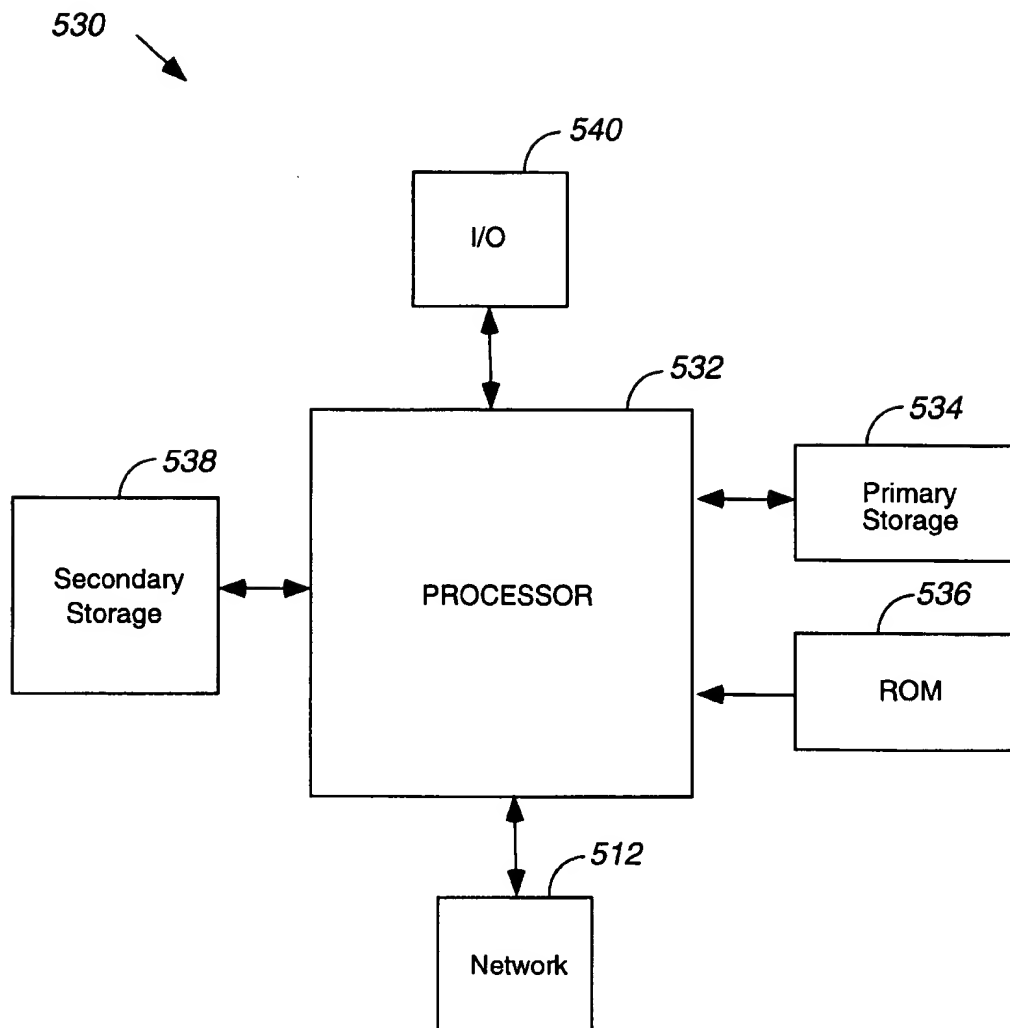 530
540
I/O
532
534
Primary
Storage
538
Secondary
Storage
PROCESSOR
536
ROM
512
Network